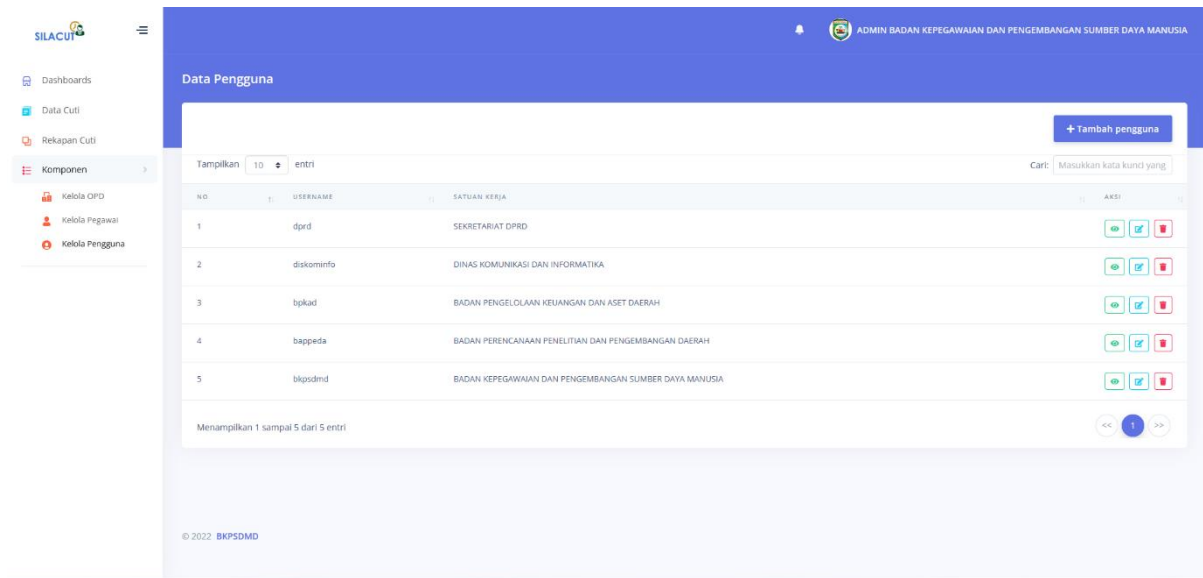 SILACUT
ADMIN BADAN KEPEGAWAIAN DAN PENGEMBANGAN SUMBER DAYA MANUSIA
Dashboards
Data Cuti
Rekapan Cuti
Komponen
Kelola OPD
Kelola Pegawai
Kelola Pengguna
Data Pengguna
+ Tambah pengguna
Tampilkan 10 entri
Cari: Masukkan kata kunci yang
NO USERNAME SATUAN KERJA AKSI
1 dprd SEKRETARIAT DPRD
2 diskominfo DINAS KOMUNIKASI DAN INFORMATIKA
3 bpkad BADAN PENGELOLAAN KEUANGAN DAN ASET DAERAH
4 bappeda BADAN PERENCANAAN PENELITIAN DAN PENGEMBANGAN DAERAH
5 bkpsdmd BADAN KEPEGAWAIAN DAN PENGEMBANGAN SUMBER DAYA MANUSIA
Menampilkan 1 sampai 5 dari 5 entri
<< 1 >>
© 2022 BKPSDMD